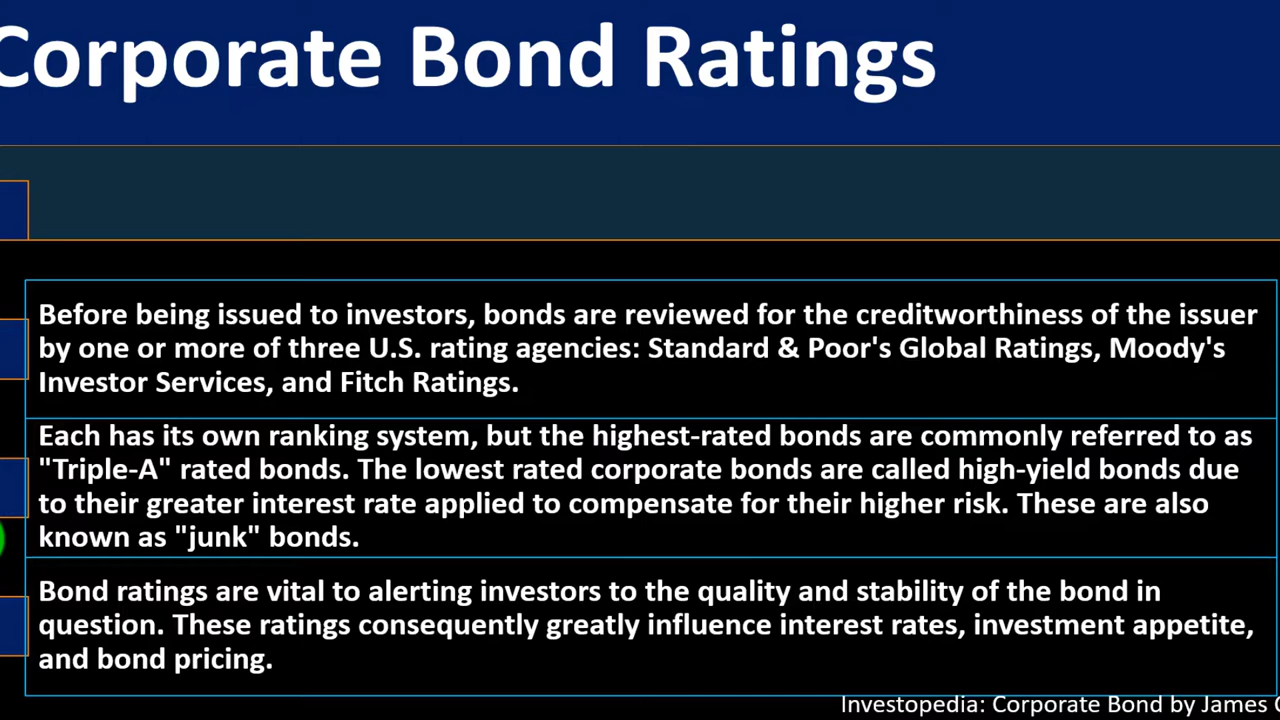 Corporate Bond Ratings
Before being issued to investors, bonds are reviewed for the creditworthiness of the issuer
by one or more of three U.S. rating agencies: Standard & Poor's Global Ratings, Moody's
Investor Services, and Fitch Ratings.
Each has its own ranking system, but the highest-rated bonds are commonly referred to as
"Triple-A" rated bonds. The lowest rated corporate bonds are called high-yield bonds due
to their greater interest rate applied to compensate for their higher risk. These are also
known as "junk" bonds.
Bond ratings are vital to alerting investors to the quality and stability of the bond in
question. These ratings consequently greatly influence interest rates, investment appetite,
and bond pricing.
Investopedia: Corporate Bond by James